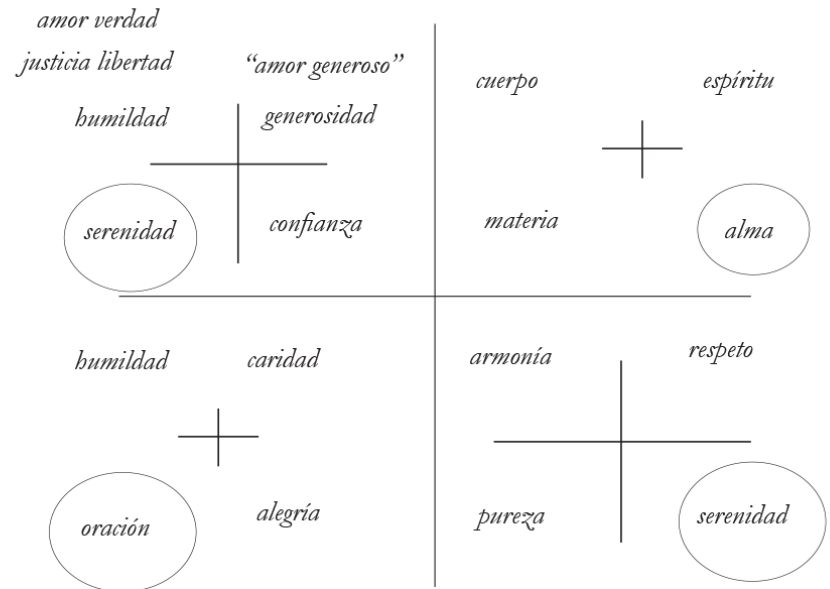 amor verdad
justicia libertad
“amor generoso”
humildad
generosidad
serenidad
confianza
cuerpo
espíritu
materia
alma
humildad
caridad
oración
alegría
armonía
respeto
pureza
serenidad